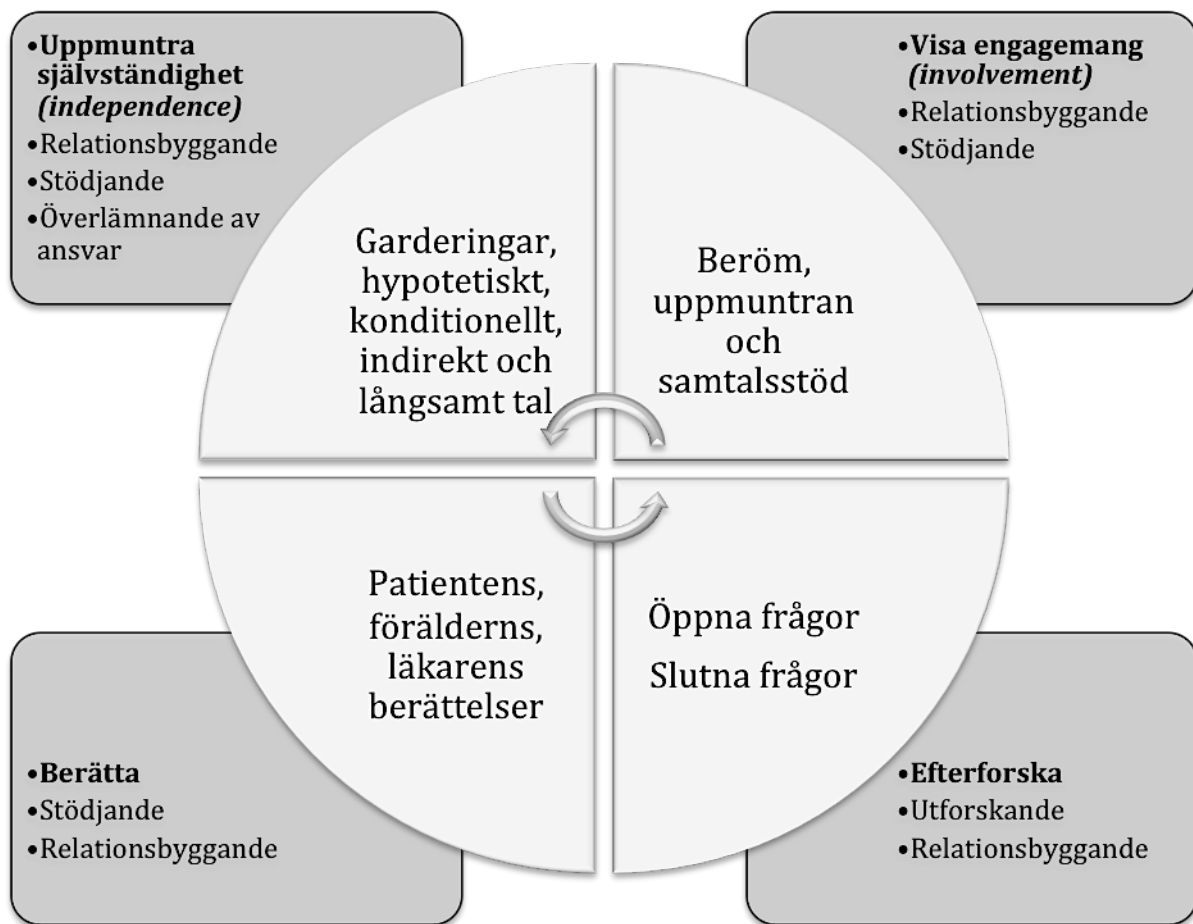 •Uppmuntra
självständighet
(independence)
•Relationsbyggande
•Stödjande
•Överlämnande av
ansvar
Garderingar,
hypotetiskt,
konditionellt,
indirekt och
långsamt tal
Beröm,
uppmuntran
och
samtalsstöd
•Visa engagemang
(involvement)
•Relationsbyggande
•Stödjande
•Berätta
•Stödjande
•Relationsbyggande
Patientens,
förälderns,
läkarens
berättelser
Öppna frågor
Slutna frågor
•Efterforska
•Utforskande
•Relationsbyggande